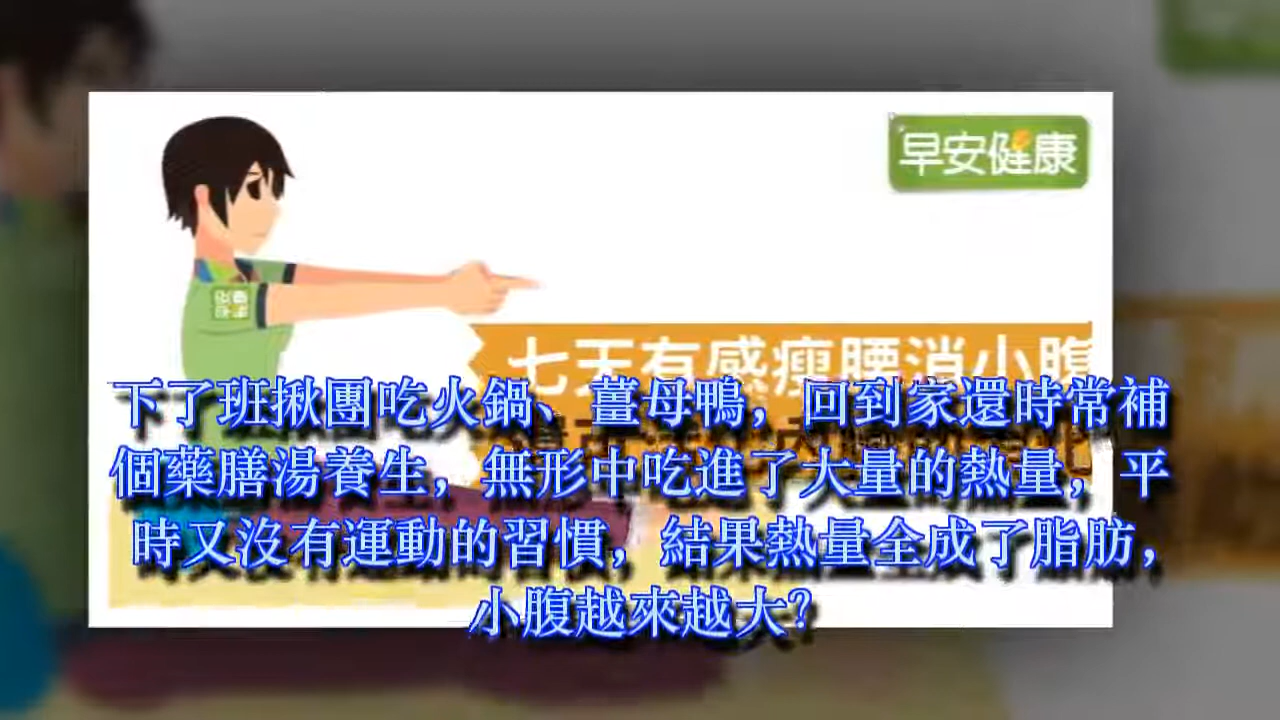 早安健康
七天有感瘦腰消小腹
下了班揪團吃火鍋、薑母鴨，回到家還時常補
個藥膳湯養生，無形中吃進了大量的熱量，平
時又沒有運動的習慣，結果熱量全成了脂肪，
小腹越來越大？